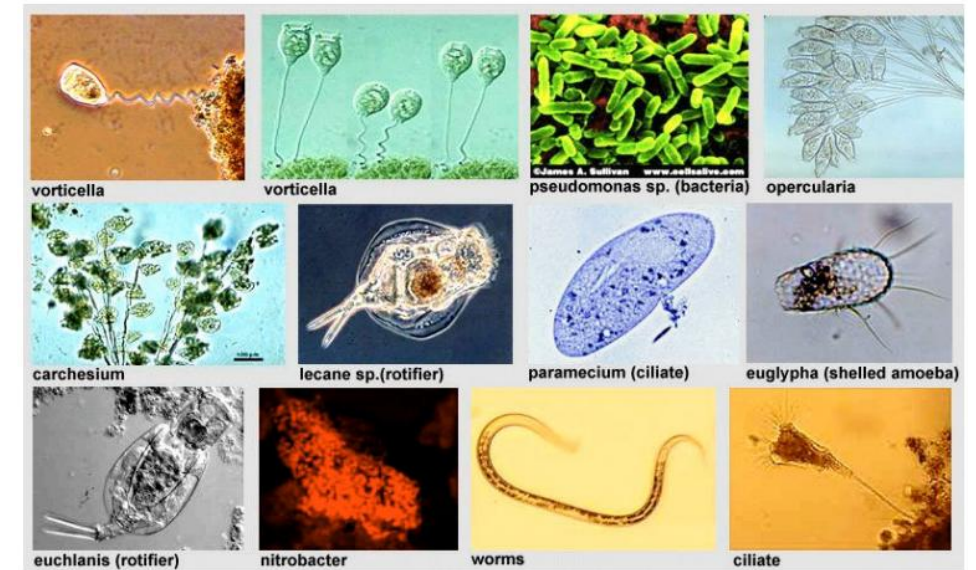 vorticella
vorticella
©James A. Sullivan www.cellsalive.com
pseudomonas sp. (bacteria)
opercularia
carchesium
lecane sp.(rotifier)
paramecium (ciliate)
euglypha (shelled amoeba)
euchlanis (rotifier)
nitrobacter
worms
ciliate